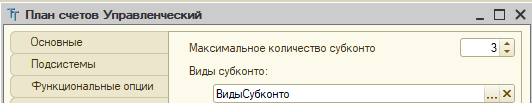 План счетов Управленческий
Основные
Подсистемы
Функциональные опции
Максимальное количество субконто
3
Виды субконто:
ВидыСубконто
...